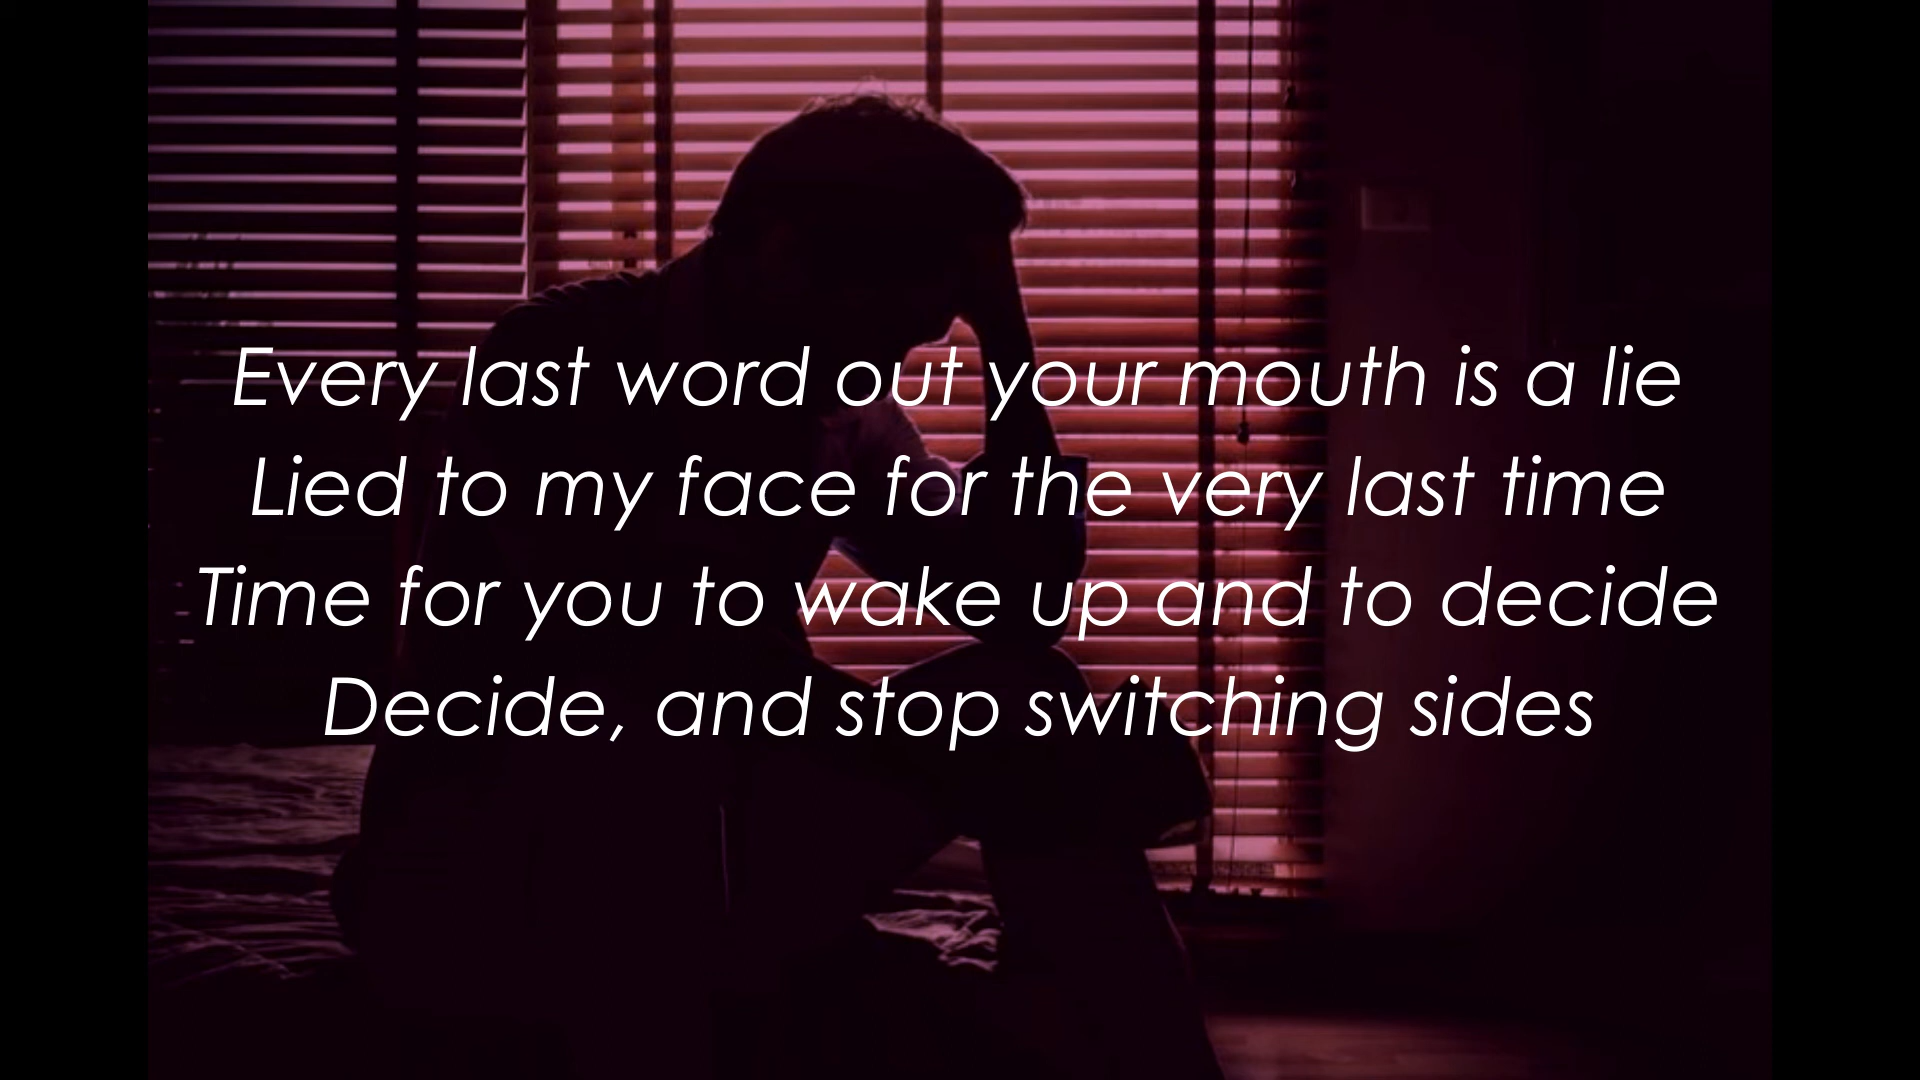 Every last word out your mouth is a lie
Lied to my face for the very last time
Time for you to wake up and to decide
Decide, and stop switching sides